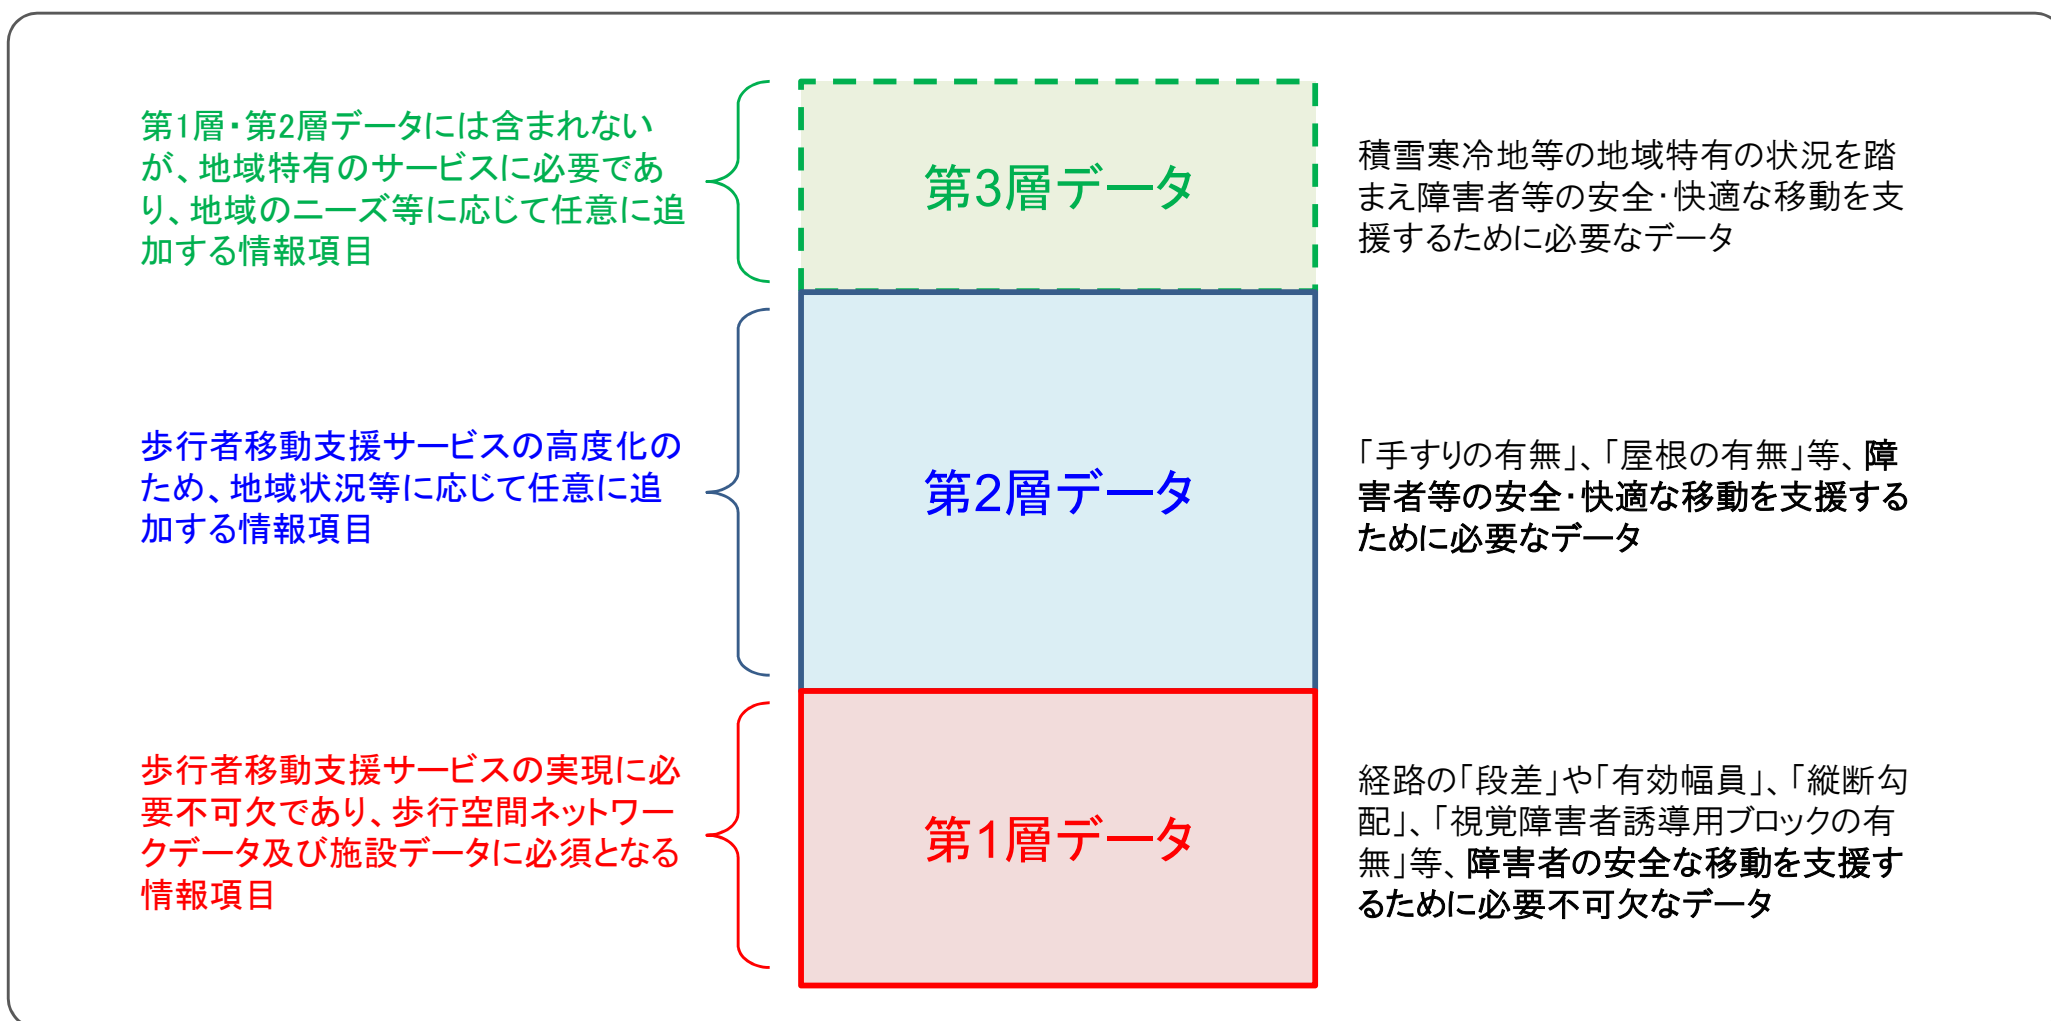 第1層・第2層データには含まれない
が、地域特有のサービスに必要であ
り、地域のニーズ等に応じて任意に追
加する情報項目
第3層データ
積雪寒冷地等の地域特有の状況を踏
まえ障害者等の安全・快適な移動を支
援するために必要なデータ
歩行者移動支援サービスの高度化の
ため、地域状況等に応じて任意に追
加する情報項目
第2層データ
「手すりの有無」、「屋根の有無」等、障
害者等の安全・快適な移動を支援する
ために必要なデータ
歩行者移動支援サービスの実現に必
要不可欠であり、歩行空間ネットワー
クデータ及び施設データに必須となる
情報項目
第1層データ
経路の「段差」や「有効幅員」、「縦断勾
配」、「視覚障害者誘導用ブロックの有
無」等、障害者の安全な移動を支援す
るために必要不可欠なデータ